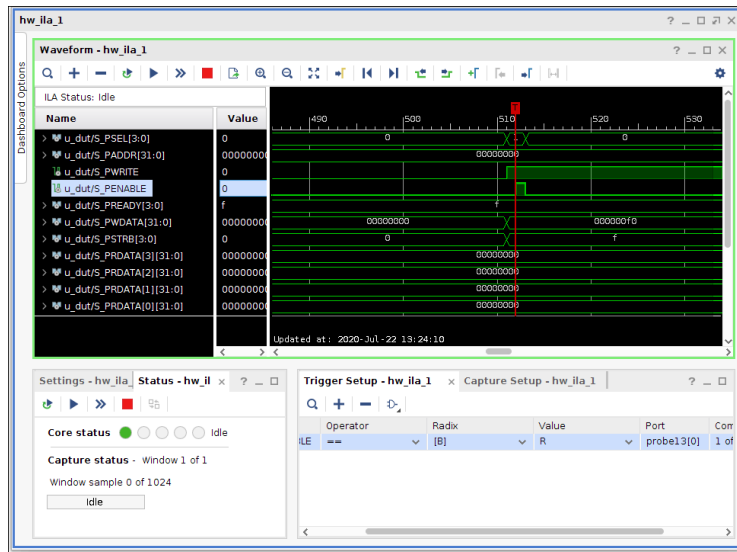 hw_ila_1
Dashboard Options
Waveform - hw_ila_1
ILA Status: Idle
Name Value
490 500 510 520 530
T
u_dut/S_PSEL[3:0] 0 0 0
u_dut/S_PADDR[31:0] 00000000 00000000
u_dut/S_PWRITE 0
u_dut/S_PENABLE 0
u_dut/S_PREADY[3:0] f f
u_dut/S_PWDATA[31:0] 00000000 00000000 000000f0
u_dut/S_PSTRB[3:0] 0 0 f
u_dut/S_PRDATA[3][31:0] 00000000 00000000
u_dut/S_PRDATA[2][31:0] 00000000 00000000
u_dut/S_PRDATA[1][31:0] 00000000 00000000
u_dut/S_PRDATA[0][31:0] 00000000 00000000
Updated at: 2020-Jul-22 13:24:10
Settings - hw_ila_ Status - hw_il
Core status Idle
Capture status - Window 1 of 1
Window sample 0 of 1024
Idle
Trigger Setup - hw_ila_1 Capture Setup - hw_ila_1
Operator Radix Value Port Com
BLE == [B] R probe13[0] 1 of